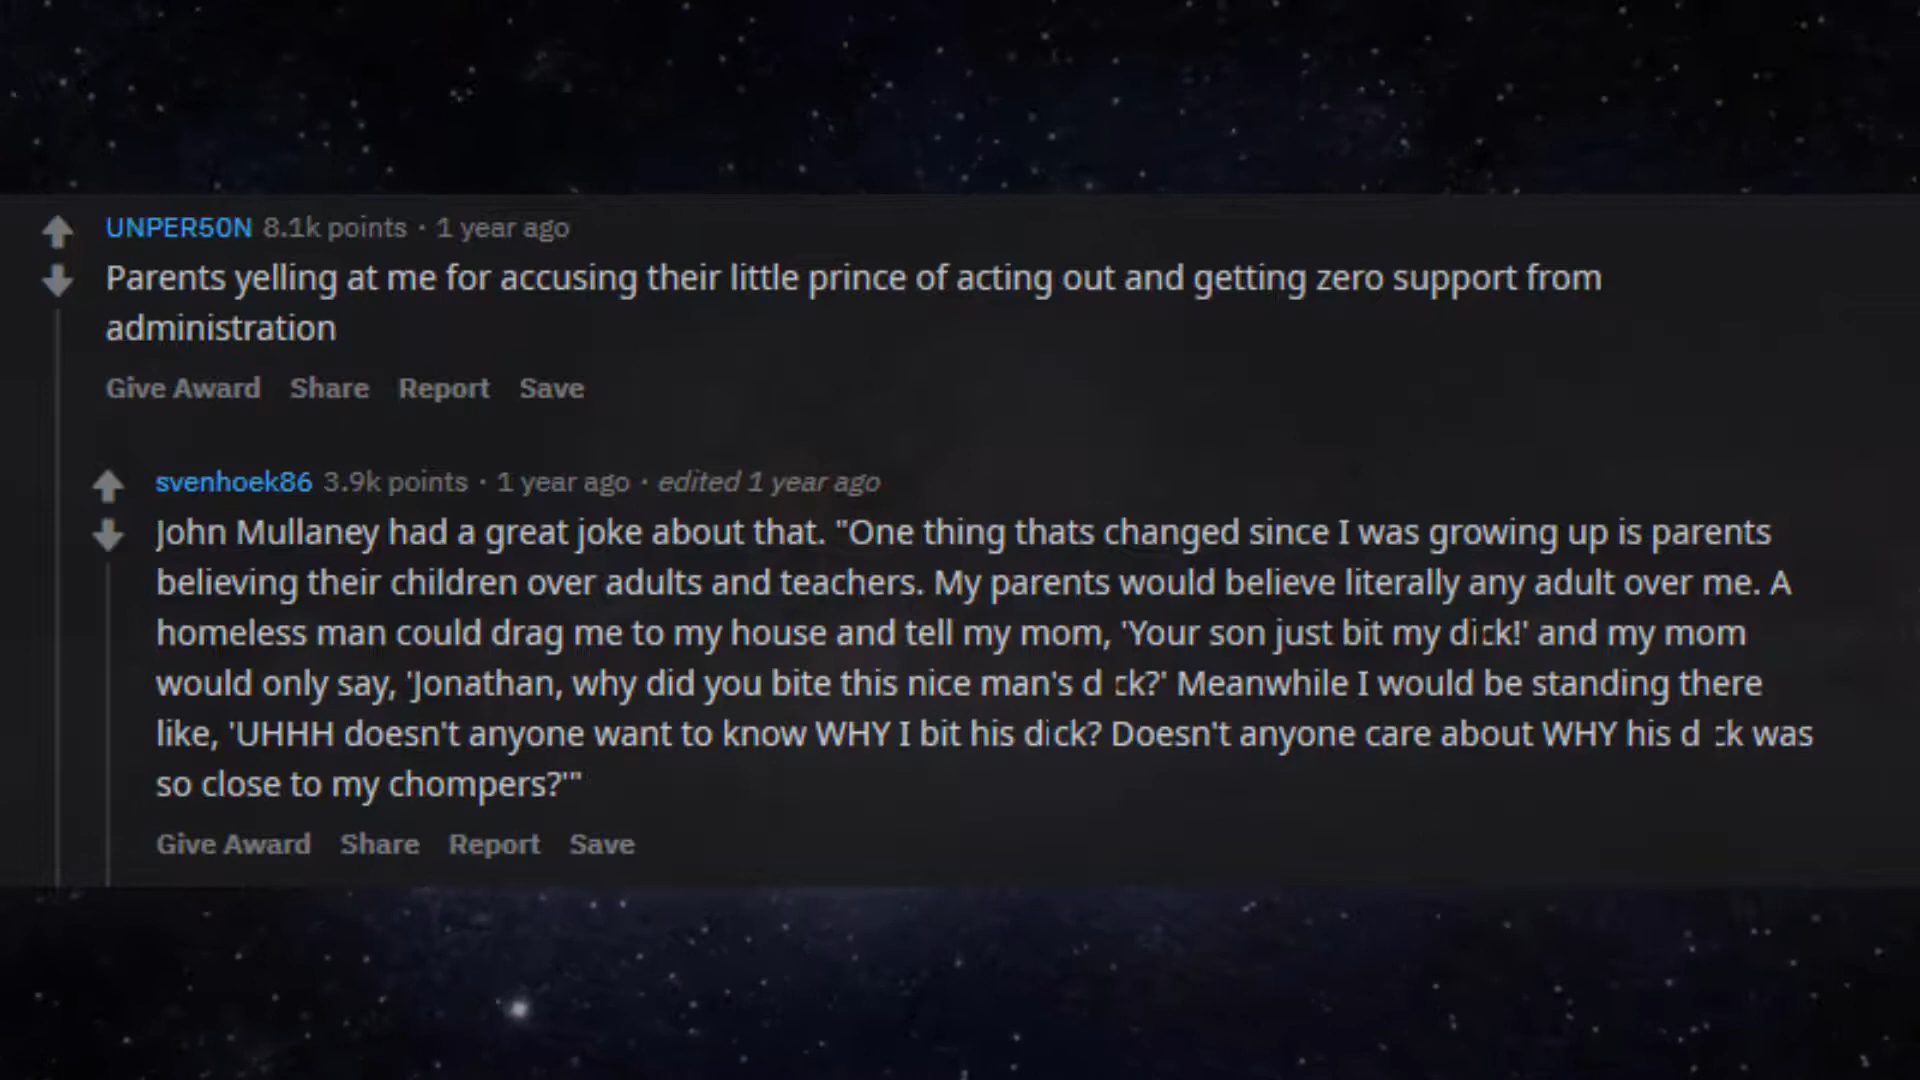 UNPER50N 8.1k points · 1 year ago
Parents yelling at me for accusing their little prince of acting out and getting zero support from
administration
Give Award Share Report Save
svenhoek86 3.9k points · 1 year ago · edited 1 year ago
John Mullaney had a great joke about that. "One thing thats changed since I was growing up is parents
believing their children over adults and teachers. My parents would believe literally any adult over me. A
homeless man could drag me to my house and tell my mom, 'Your son just bit my dick!' and my mom
would only say, 'Jonathan, why did you bite this nice man's d ck?' Meanwhile I would be standing there
like, 'UHHH doesn't anyone want to know WHY I bit his dick? Doesn't anyone care about WHY his d ck was
so close to my chompers?'"
Give Award Share Report Save